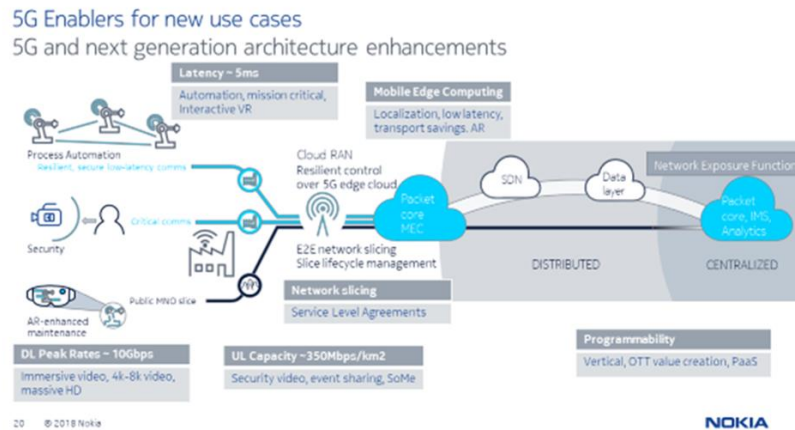 5G Enablers for new use cases
5G and next generation architecture enhancements
Latency ~ 5ms
Automation, mission critical,
Interactive VR
Mobile Edge Computing
Localization, low latency,
transport savings. AR
Process Automation
Resilient, secure low-latency comms
Cloud RAN
Resilient control
over 5G edge cloud
SDN
Data
layer
Network Exposure Function
Packet
core
MEC
Packet
core, IMS,
Analytics
Critical comms
Security
E2E network slicing
Slice lifecycle management
DISTRIBUTED
CENTRALIZED
Public MNO slice
AR-enhanced
maintenance
Network slicing
Service Level Agreements
DL Peak Rates ~ 10Gbps
Immersive video, 4k-8k video,
massive HD
UL Capacity ~350Mbps/km2
Security video, event sharing, SoMe
Programmability
Vertical, OTT value creation, PaaS
20 © 2018 Nokia
NOKIA